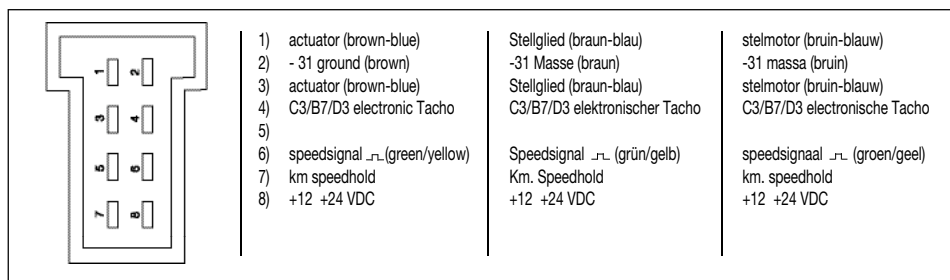 1 2
3 4
5 6
7 8
1) actuator (brown-blue)
2) - 31 ground (brown)
3) actuator (brown-blue)
4) C3/B7/D3 electronic Tacho
5)
6) speedsignal (green/yellow)
7) km speedhold
8) +12 +24 VDC
Stellglied (braun-blau)
-31 Masse (braun)
Stellglied (braun-blau)
C3/B7/D3 elektronischer Tacho
Speedsignal (grün/gelb)
Km. Speedhold
+12 +24 VDC
stelmotor (bruin-blauw)
-31 massa (bruin)
stelmotor (bruin-blauw)
C3/B7/D3 electronische Tacho
speedsignaal (groen/geel)
km. speedhold
+12 +24 VDC